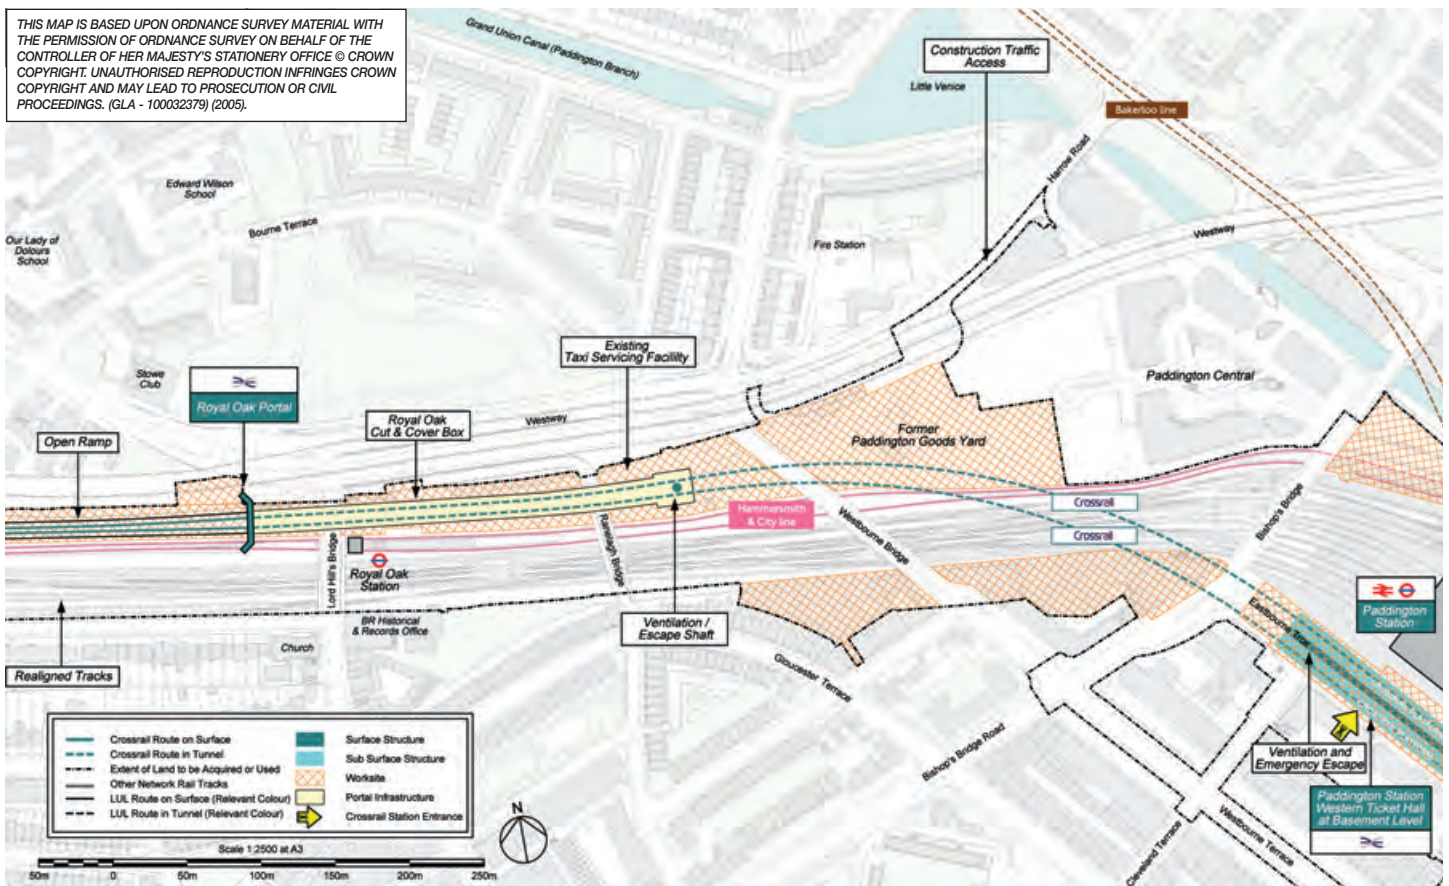 THIS MAP IS BASED UPON ORDNANCE SURVEY MATERIAL WITH
THE PERMISSION OF ORDNANCE SURVEY ON BEHALF OF THE
CONTROLLER OF HER MAJESTY'S STATIONERY OFFICE © CROWN
COPYRIGHT. UNAUTHORISED REPRODUCTION INFRINGES CROWN
COPYRIGHT AND MAY LEAD TO PROSECUTION OR CIVIL
PROCEEDINGS. (GLA - 100032379) (2005).
Grand Union Canal (Paddington Branch)
Construction Traffic
Access
Little Venice
Bakerloo line
Harrow Road
Edward Wilson
School
Bourne Terrace
Our Lady of
Dolours
School
Fire Station
Westway
Existing
Taxi Servicing Facililty
Stowe
Club
Paddington Central
Royal Oak Portal
Royal Oak
Cut & Cover Box
Westway
Open Ramp
Former
Paddington Goods Yard
Hammersmith
& City line
Crossrail
Crossrail
Westbourne Bridge
Bishop's Bridge
Ranelagh Bridge
Lord Hill's Bridge
Royal Oak
Station
BR Historical
& Records Office
Church
Realigned Tracks
Ventilation /
Escape Shaft
Gloucester Terrace
Eastbourne Trce
Paddington
Station
Bishop's Bridge Road
Ventilation and
Emergency Escape
Paddington Station
Western Ticket Hall
at Basement Level
Westbourne Terrace
Cleveland Terrace
Crossrail Route on Surface
Crossrail Route in Tunnel
Extent of Land to be Acquired or Used
Other Network Rail Tracks
LUL Route on Surface (Relevant Colour)
LUL Route in Tunnel (Relevant Colour)
Surface Structure
Sub Surface Structure
Worksite
Portal Infrastructure
Crossrail Station Entrance
N
Scale 1:2500 at A3
50m 0 50m 100m 150m 200m 250m